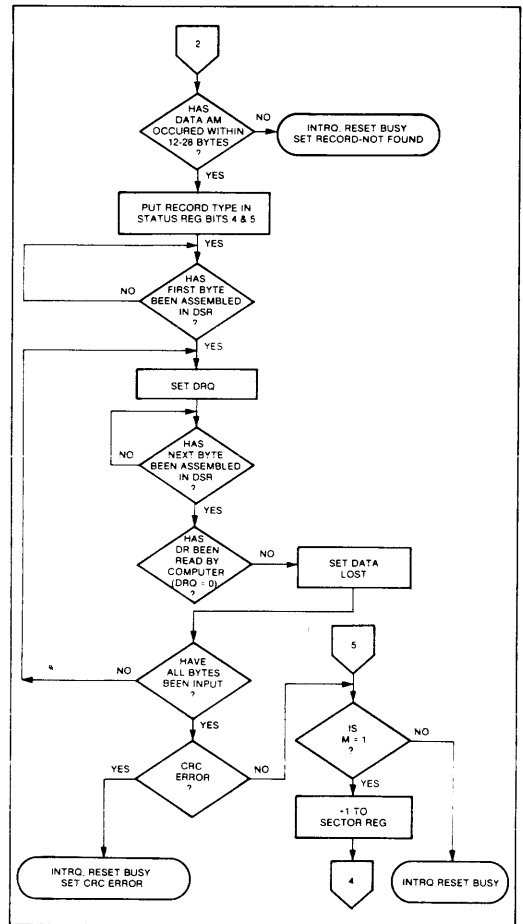 2
HAS
DATA AM
OCCURED WITHIN
12-28 BYTES
?
NO
INTRQ. RESET BUSY
SET RECORD-NOT FOUND
YES
PUT RECORD TYPE IN
STATUS REG BITS 4 & 5
YES
HAS
FIRST BYTE
BEEN ASSEMBLED
IN DSR
?
NO
YES
SET DRQ
HAS
NEXT BYTE
BEEN ASSEMBLED
IN DSR
?
NO
YES
HAS
DR BEEN
READ BY
COMPUTER
(DRQ = 0)
?
NO
SET DATA
LOST
5
HAVE
ALL BYTES
BEEN INPUT
?
NO
YES
IS
M = 1
?
NO
YES
CRC
ERROR
?
YES
NO
+1 TO
SECTOR REG
4
INTRQ. RESET BUSY
SET CRC ERROR
INTRQ RESET BUSY